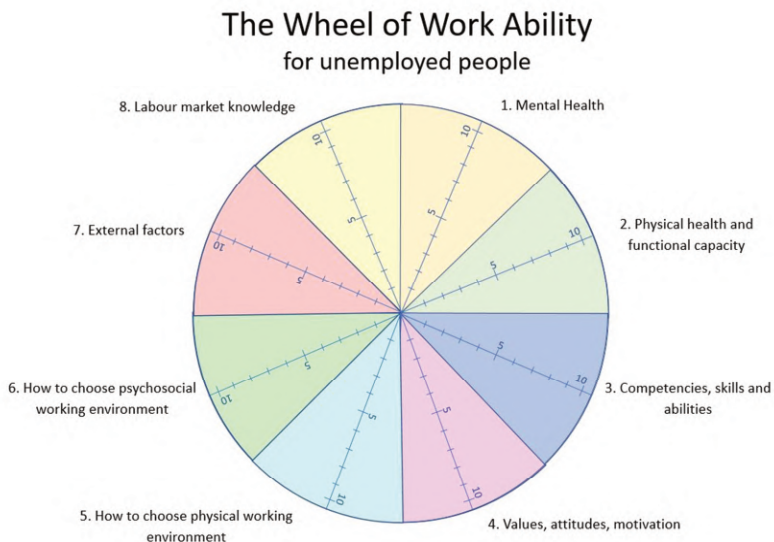 The Wheel of Work Ability
for unemployed people
8. Labour market knowledge
1. Mental Health
10
10
5
5
7. External factors
2. Physical health and
functional capacity
10
10
5
5
6. How to choose psychosocial
working environment
3. Competencies, skills and
abilities
5
5
10
10
5. How to choose physical working
environment
4. Values, attitudes, motivation
5
5
10
10